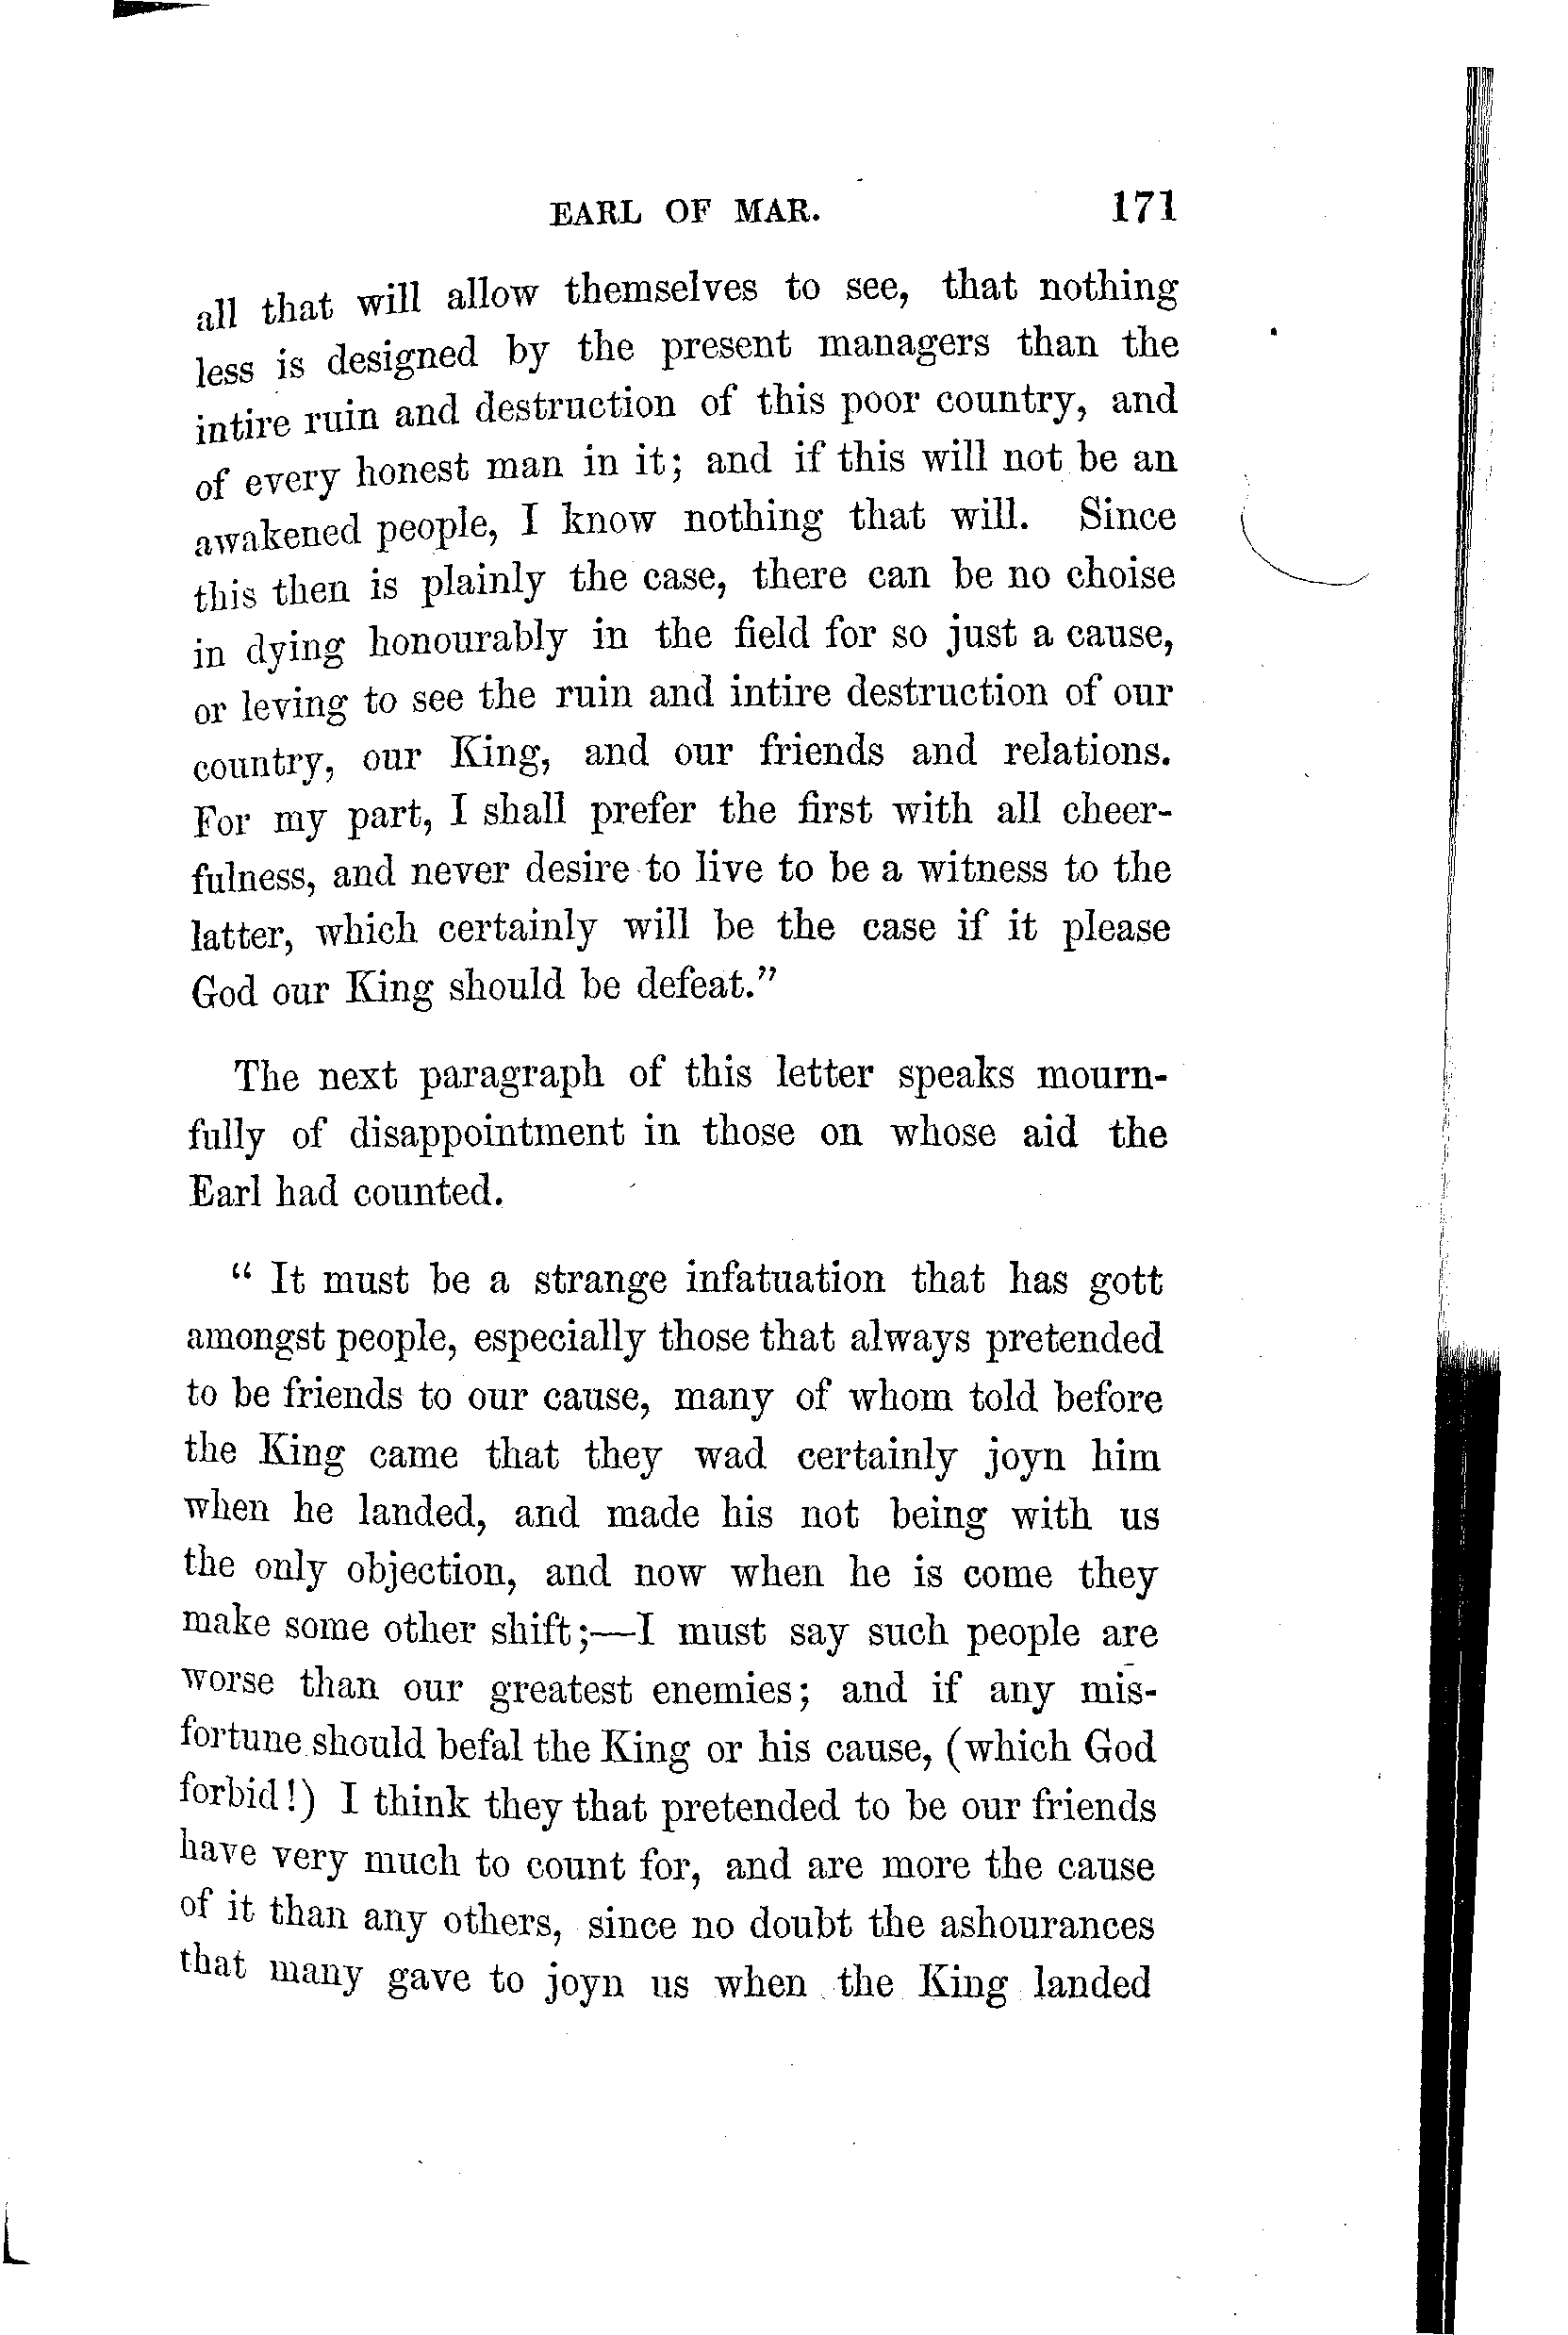 EARL OF MAR. 171
all that will allow themselves to see, that nothing
less is designed by the present managers than the
intire ruin and destruction of this poor country, and
of every honest man in it; and if this will not be an
awakened people, I know nothing that will. Since
this then is plainly the case, there can be no choise
in dying honourably in the field for so just a cause,
or leving to see the ruin and intire destruction of our
country, our King, and our friends and relations.
For my part, I shall prefer the first with all cheer-
fulness, and never desire to live to be a witness to the
latter, which certainly will be the case if it please
God our King should be defeat."
The next paragraph of this letter speaks mourn-
fully of disappointment in those on whose aid the
Earl had counted.
" It must be a strange infatuation that has gott
amongst people, especially those that always pretended
to be friends to our cause, many of whom told before
the King came that they wad certainly joyn him
when he landed, and made his not being with us
the only objection, and now when he is come they
make some other shift;—I must say such people are
worse than our greatest enemies; and if any mis-
fortune should befal the King or his cause, (which God
forbid!) I think they that pretended to be our friends
have very much to count for, and are more the cause
of it than any others, since no doubt the ashourances
that many gave to joyn us when the King landed